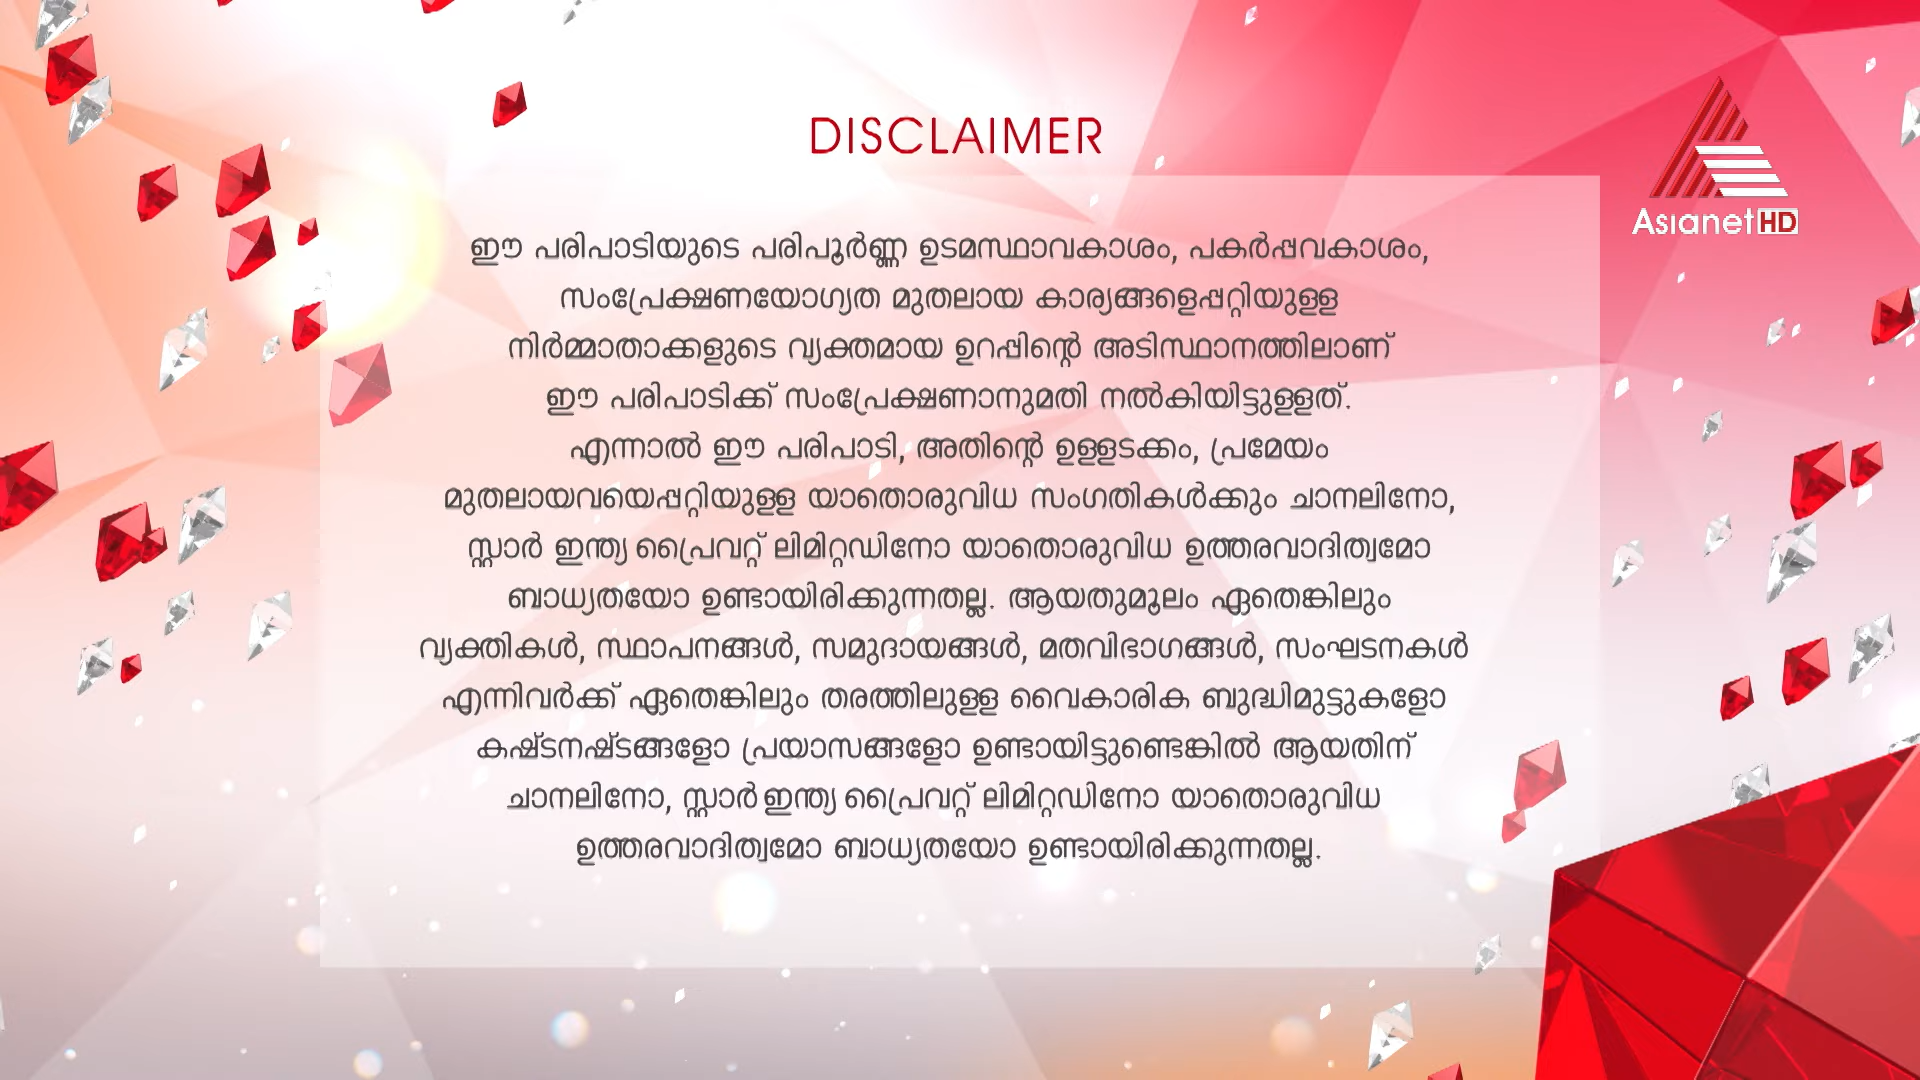 DISCLAIMER
AsianetHD
ഈ പരിപാടിയുടെ പരിപൂർണ്ണ ഉടമസ്ഥാവകാശം, പകർപ്പവകാശം,
സംപ്രേക്ഷണയോഗ്യത മുതലായ കാര്യങ്ങളെപ്പറ്റിയുള്ള
നിർമ്മാതാക്കളുടെ വ്യക്തമായ ഉറപ്പിന്റെ അടിസ്ഥാനത്തിലാണ്
ഈ പരിപാടിക്ക് സംപ്രേക്ഷണാനുമതി നൽകിയിട്ടുള്ളത്.
എന്നാൽ ഈ പരിപാടി, അതിന്റെ ഉള്ളടക്കം, പ്രമേയം
മുതലായവയെപ്പറ്റിയുള്ള യാതൊരുവിധ സംഗതികൾക്കും ചാനലിനോ,
സ്റ്റാർ ഇന്ത്യ പ്രൈവറ്റ് ലിമിറ്റഡിനോ യാതൊരുവിധ ഉത്തരവാദിത്വമോ
ബാധ്യതയോ ഉണ്ടായിരിക്കുന്നതല്ല. ആയതുമൂലം ഏതെങ്കിലും
വ്യക്തികൾ, സ്ഥാപനങ്ങൾ, സമുദായങ്ങൾ, മതവിഭാഗങ്ങൾ, സംഘടനകൾ
എന്നിവർക്ക് ഏതെങ്കിലും തരത്തിലുള്ള വൈകാരിക ബുദ്ധിമുട്ടുകളോ
കഷ്ടനഷ്ടങ്ങളോ പ്രയാസങ്ങളോ ഉണ്ടായിട്ടുണ്ടെങ്കിൽ ആയതിന്
ചാനലിനോ, സ്റ്റാർ ഇന്ത്യ പ്രൈവറ്റ് ലിമിറ്റഡിനോ യാതൊരുവിധ
ഉത്തരവാദിത്വമോ ബാധ്യതയോ ഉണ്ടായിരിക്കുന്നതല്ല.